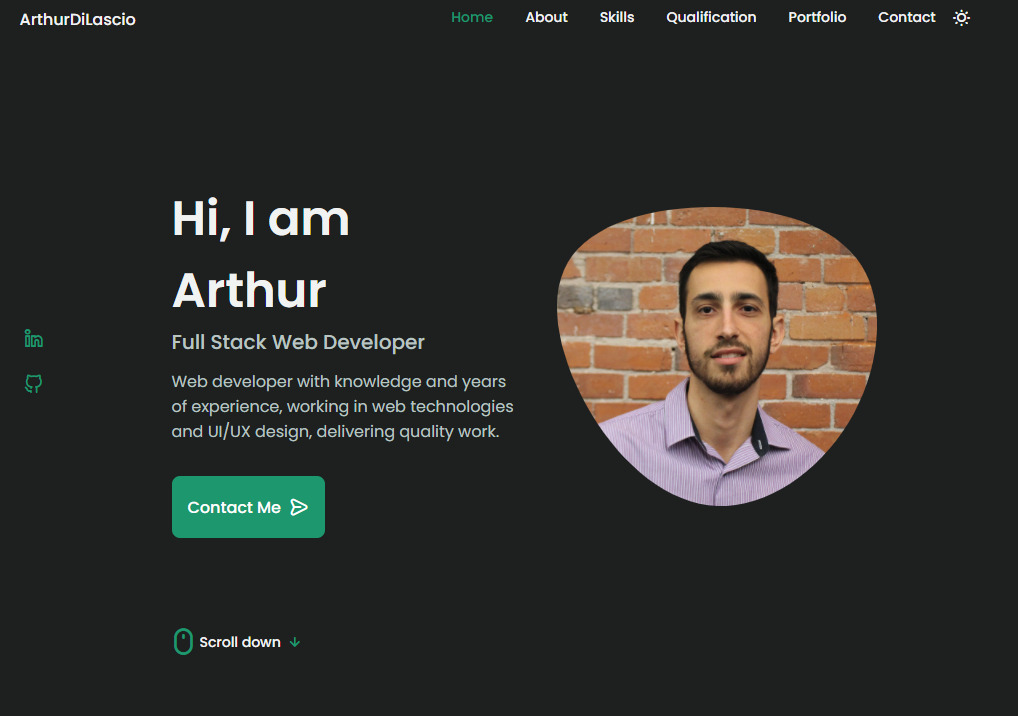 ArthurDiLascio
Home About Skills Qualification Portfolio Contact
Hi, I am
Arthur
Full Stack Web Developer
Web developer with knowledge and years
of experience, working in web technologies
and UI/UX design, delivering quality work.
Contact Me
Scroll down